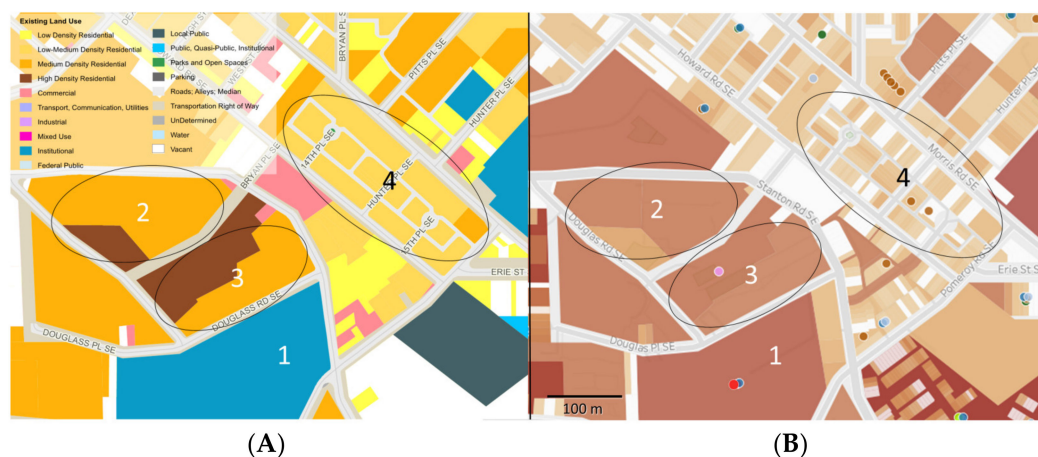 Existing Land Use
Low Density Residential
Low-Medium Density Residential
Medium Density Residential
High Density Residential
Commercial
Transport, Communication, Utilities
Industrial
Mixed Use
Institutional
Federal Public
Local Public
Public, Quasi-Public, Institutional
Parks and Open Spaces
Parking
Roads; Alleys; Median
Transportation Right of Way
UnDetermined
Water
Vacant
BRYAN PL SE
PITTS PL SE
HUNTER PL SE
BRYAN PL SE
14TH PL SE
15TH PL SE
ERIE ST
DOUGLASS RD SE
DOUGLASS PL SE
1
2
3
4
Howard Rd SE
Pitts Pl SE
Hunter Pl S
Morris Rd SE
Stanton Rd SE
Douglas Rd SE
Pomeroy Rd SE
Erie St S
Douglas Pl SE
1
2
3
4
100 m
(A)
(B)